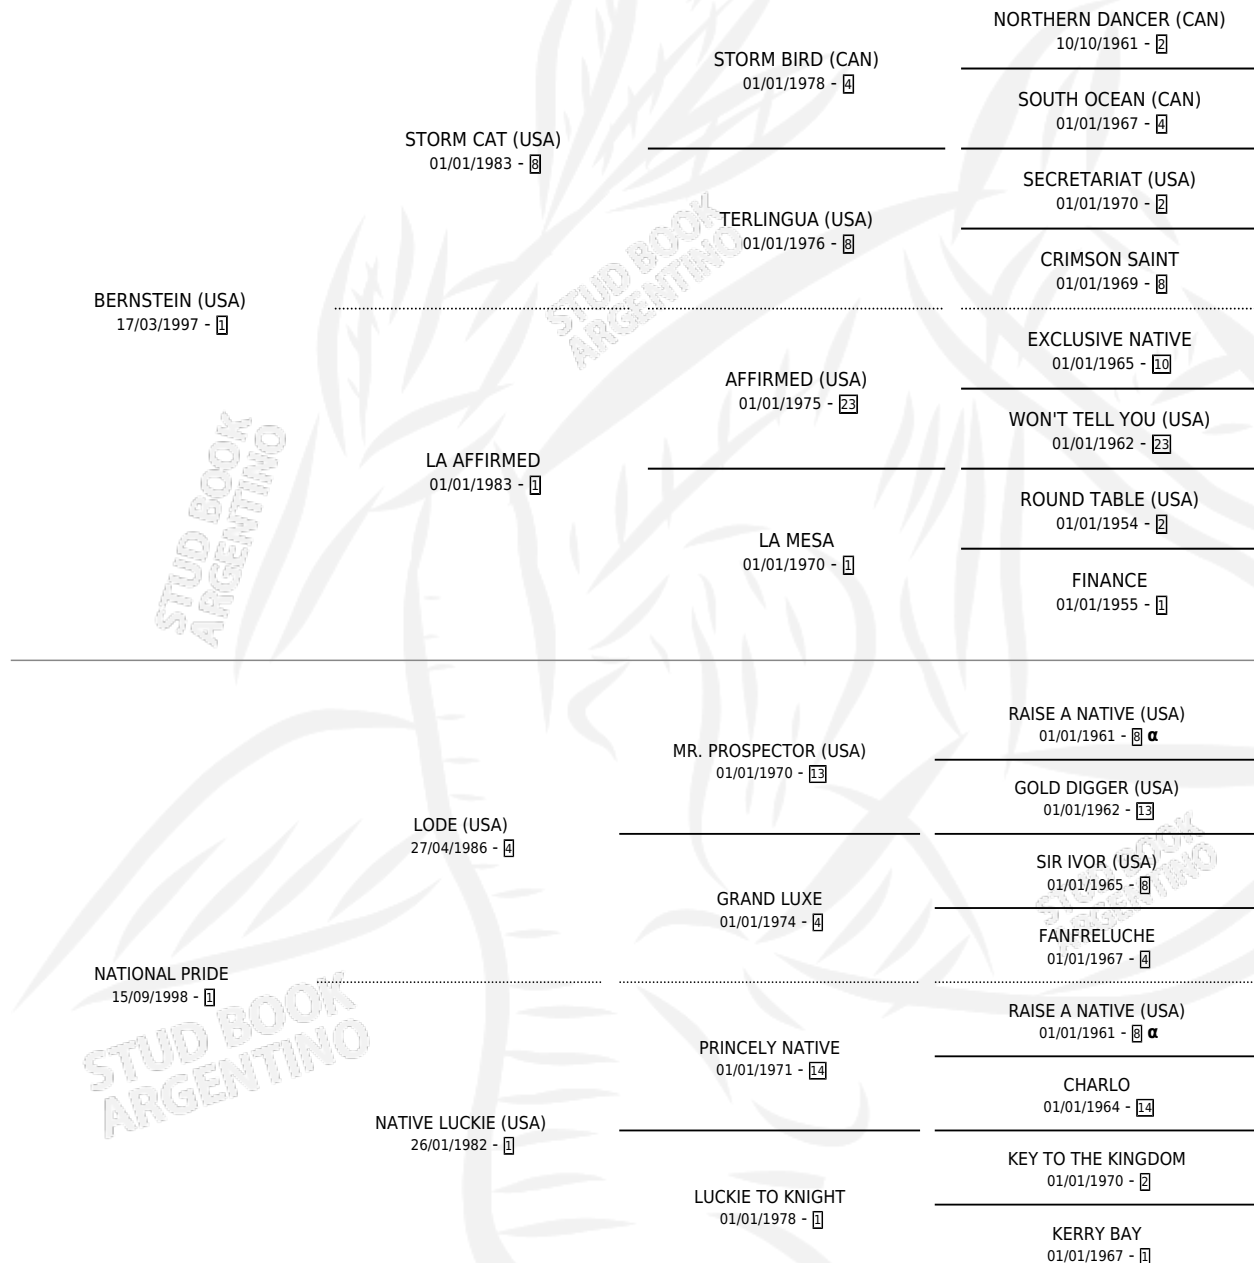 NORTHERN DANCER (CAN)
10/10/1961 - 2
STORM BIRD (CAN)
01/01/1978 - 4
SOUTH OCEAN (CAN)
01/01/1967 - 4
STORM CAT (USA)
01/01/1983 - 8
SECRETARIAT (USA)
01/01/1970 - 2
TERLINGUA (USA)
01/01/1976 - 8
CRIMSON SAINT
01/01/1969 - 8
BERNSTEIN (USA)
17/03/1997 - 1
EXCLUSIVE NATIVE
01/01/1965 - 10
AFFIRMED (USA)
01/01/1975 - 23
WON'T TELL YOU (USA)
01/01/1962 - 23
LA AFFIRMED
01/01/1983 - 1
ROUND TABLE (USA)
01/01/1954 - 2
LA MESA
01/01/1970 - 1
FINANCE
01/01/1955 - 1
STUD BOOK
ARGENTINO
STUD BOOK
ARGENTINO
RAISE A NATIVE (USA)
01/01/1961 - 8 α
MR. PROSPECTOR (USA)
01/01/1970 - 13
GOLD DIGGER (USA)
01/01/1962 - 13
LODE (USA)
27/04/1986 - 4
SIR IVOR (USA)
01/01/1965 - 8
GRAND LUXE
01/01/1974 - 4
FANFRELUCHE
01/01/1967 - 4
NATIONAL PRIDE
15/09/1998 - 1
RAISE A NATIVE (USA)
01/01/1961 - 8 α
PRINCELY NATIVE
01/01/1971 - 14
CHARLO
01/01/1964 - 14
NATIVE LUCKIE (USA)
26/01/1982 - 1
KEY TO THE KINGDOM
01/01/1970 - 2
LUCKIE TO KNIGHT
01/01/1978 - 1
KERRY BAY
01/01/1967 - 1
STUD BOOK
ARGENTINO
STUD BOOK
ARGENTINO